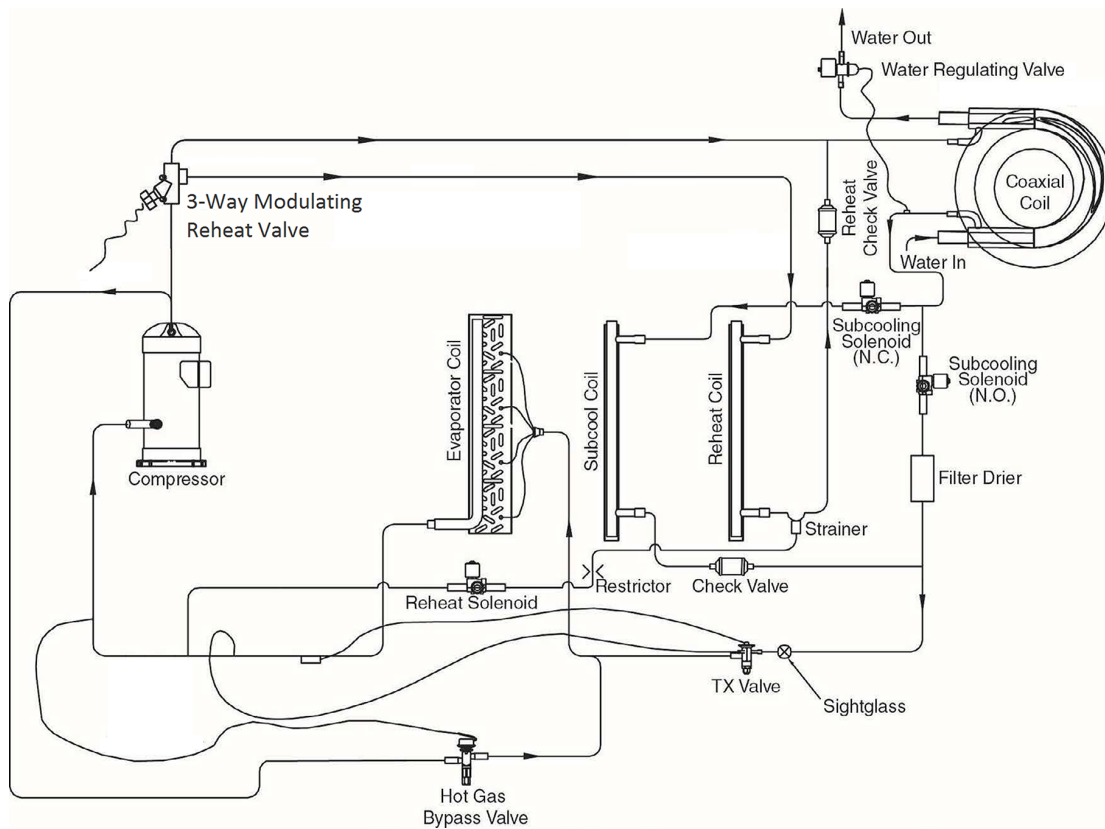 Water Out
Water Regulating Valve
3-Way Modulating
Reheat Valve
Reheat
Check Valve
Coaxial
Coil
Water In
Subcooling
Solenoid
(N.C.)
Subcooling
Solenoid
(N.O.)
Evaporator Coil
Subcool Coil
Reheat Coil
Compressor
Filter Drier
Strainer
Restrictor
Check Valve
Reheat Solenoid
TX Valve
Sightglass
Hot Gas
Bypass Valve